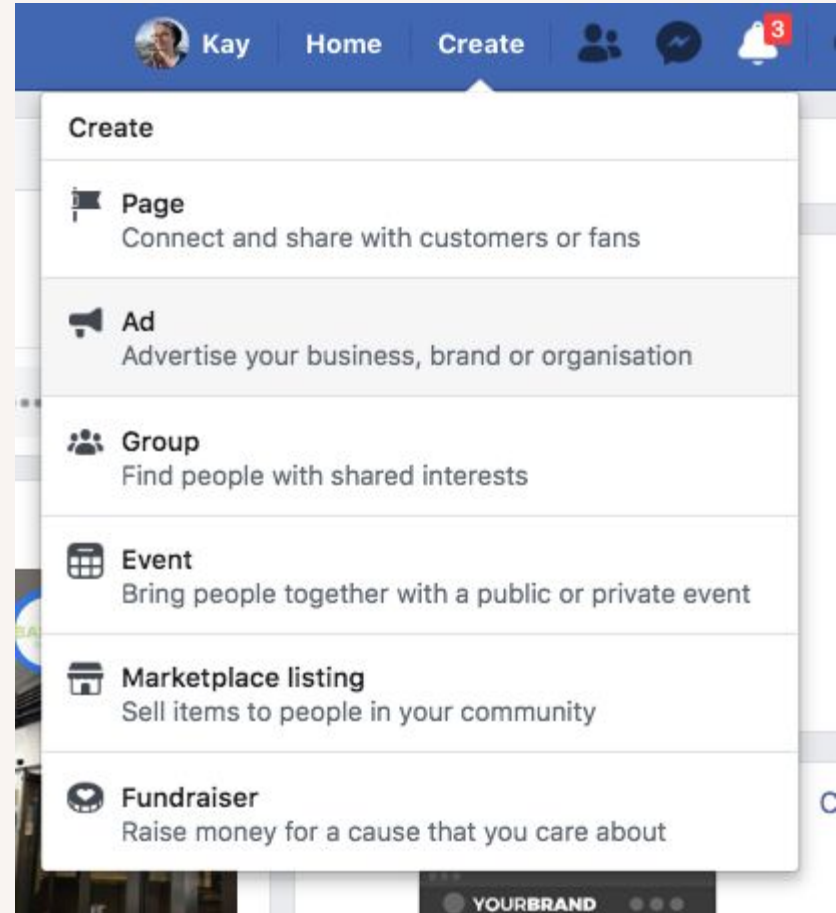 Kay Home Create 3
Create
Page
Connect and share with customers or fans
Ad
Advertise your business, brand or organisation
Group
Find people with shared interests
Event
Bring people together with a public or private event
Marketplace listing
Sell items to people in your community
Fundraiser
Raise money for a cause that you care about
YOURBRAND